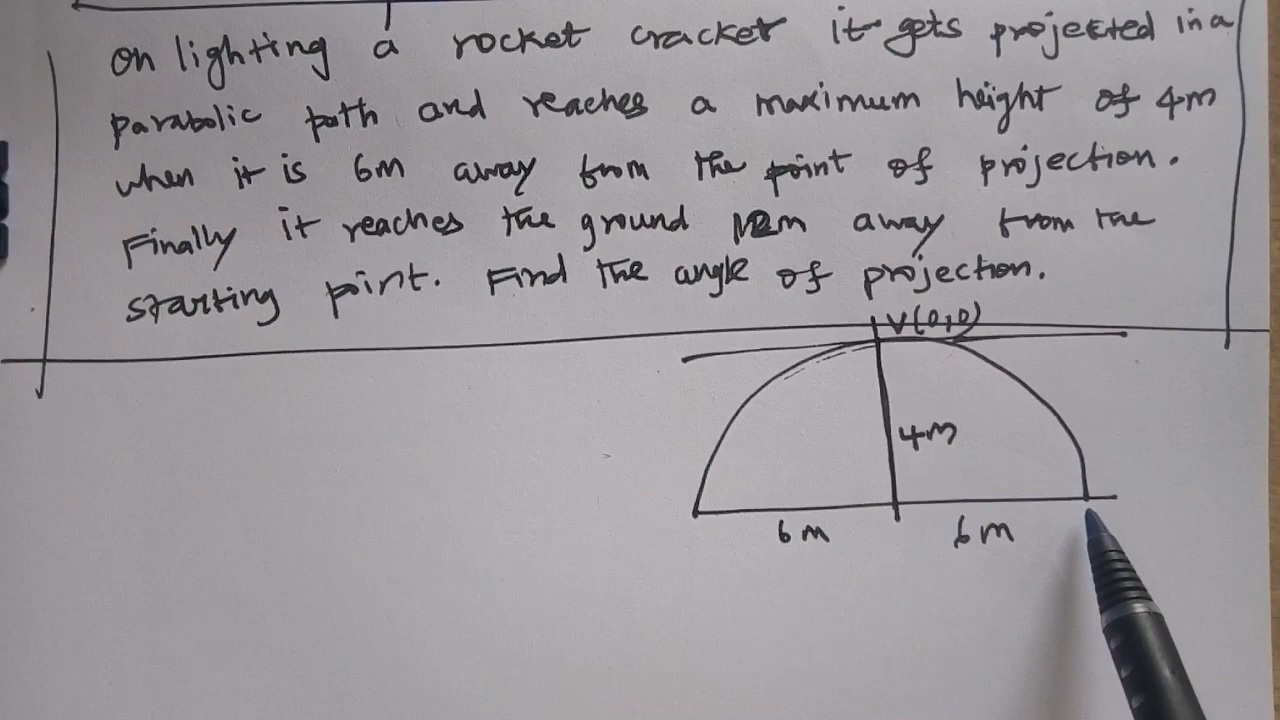 on lighting a rocket cracket it gets projected in a
parabolic path and reaches a maximum height of 4m
when it is 6m away from the point of projection.
Finally it reaches the ground 12m away from the
starting point. Find the angle of projection.
V(0,0)
4m
6m 6m